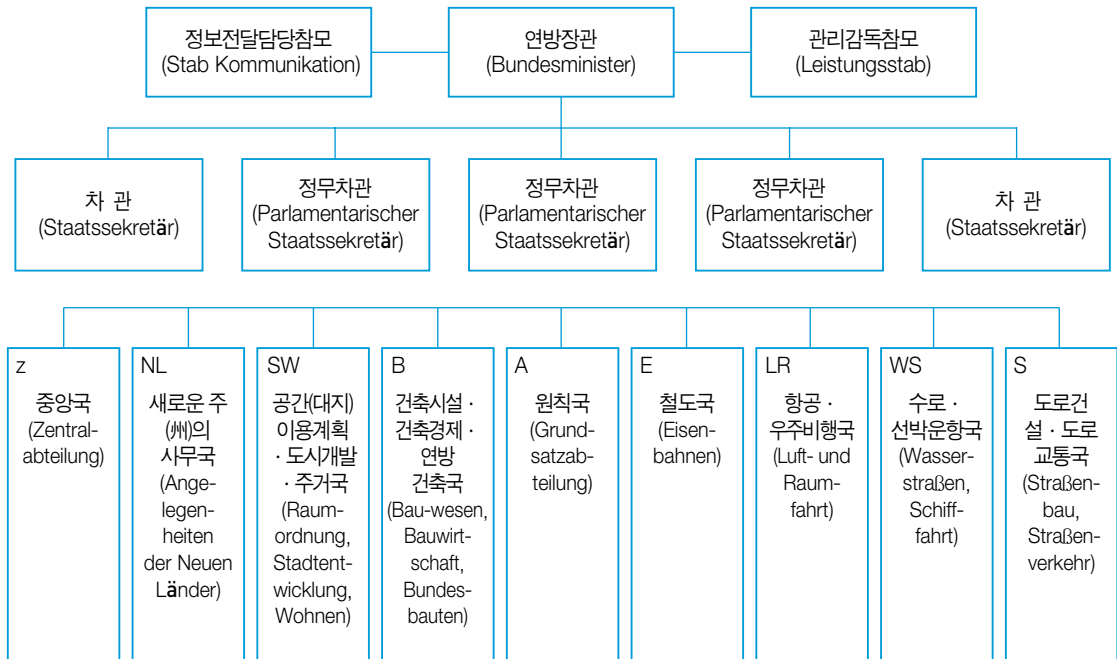 정보전달담당참모
(Stab Kommunikation)
연방장관
(Bundesminister)
관리감독참모
(Leistungsstab)
차 관
(Staatssekretär)
정무차관
(Parlamentarischer
Staatssekretär)
정무차관
(Parlamentarischer
Staatssekretär)
정무차관
(Parlamentarischer
Staatssekretär)
차 관
(Staatssekretär)
z
중앙국
(Zentral-
abteilung)
NL
새로운 주
(州)의
사무국
(Ange-
legen-
heiten
der Neuen
Länder)
SW
공간(대지)
이용계획
· 도시개발
· 주거국
(Raum-
ordnung,
Stadtent-
wicklung,
Wohnen)
B
건축시설 ·
건축경제 ·
연방
건축국
(Bau-wesen,
Bauwirt-
schaft,
Bundes-
bauten)
A
원칙국
(Grund-
satzab-
teilung)
E
철도국
(Eisen-
bahnen)
LR
항공 ·
우주비행국
(Luft- und
Raum-
fahrt)
WS
수로 ·
선박운항국
(Wasser-
straßen,
Schiff-
fahrt)
S
도로건
설 · 도로
교통국
(Straßen-
bau,
Straßen-
verkehr)